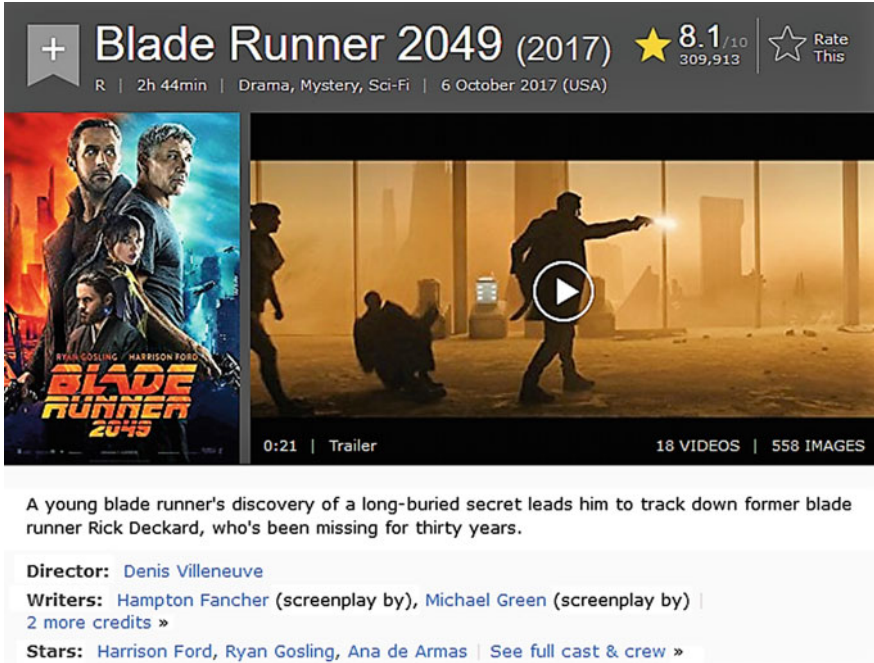 + Blade Runner 2049 (2017) 8.1/10 309,913 Rate This
R | 2h 44min | Drama, Mystery, Sci-Fi | 6 October 2017 (USA)
RYAN GOSLING HARRISON FORD
BLADE
RUNNER
2049
0:21 | Trailer 18 VIDEOS | 558 IMAGES
A young blade runner's discovery of a long-buried secret leads him to track down former blade
runner Rick Deckard, who's been missing for thirty years.
Director: Denis Villeneuve
Writers: Hampton Fancher (screenplay by), Michael Green (screenplay by) |
2 more credits »
Stars: Harrison Ford, Ryan Gosling, Ana de Armas | See full cast & crew »